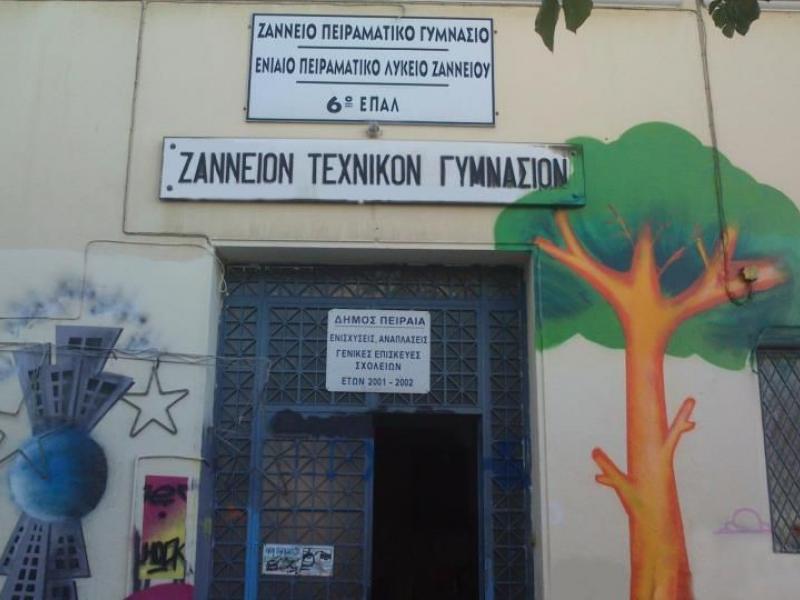 ΖΑΝΝΕΙΟ ΠΕΙΡΑΜΑΤΙΚΟ ΓΥΜΝΑΣΙΟ
ΕΝΙΑΙΟ ΠΕΙΡΑΜΑΤΙΚΟ ΛΥΚΕΙΟ ΖΑΝΝΕΙΟΥ
6ο ΕΠΑΛ
ΖΑΝΝΕΙΟΝ ΤΕΧΝΙΚΟΝ ΓΥΜΝΑΣΙΟΝ
ΔΗΜΟΣ ΠΕΙΡΑΙΑ
ΕΝΙΣΧΥΣΕΙΣ, ΑΝΑΠΛΑΣΕΙΣ
ΓΕΝΙΚΕΣ ΕΠΙΣΚΕΥΕΣ
ΣΧΟΛΕΙΩΝ
ΕΤΩΝ 2001 - 2002